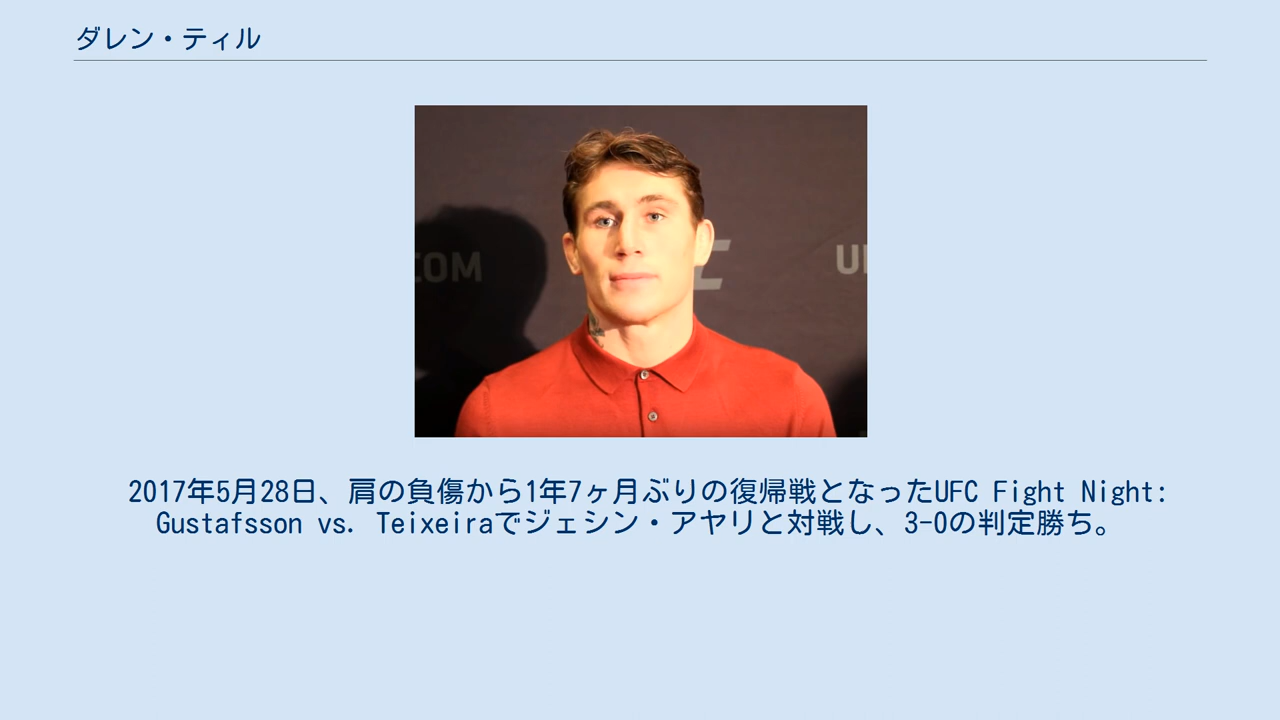 ダレン・ティル
.COM
UF
2017年5月28日、肩の負傷から1年7ヶ月ぶりの復帰戦となったUFC Fight Night:
Gustafsson vs. Teixeiraでジェシン・アヤリと対戦し、3-0の判定勝ち。